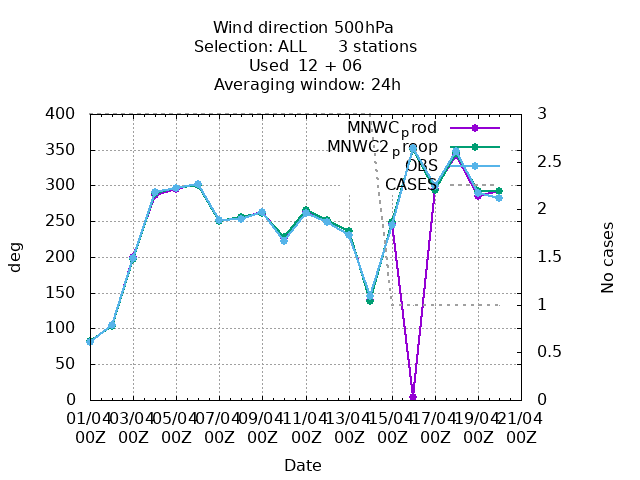 Wind direction 500hPa
Selection: ALL 3 stations
Used 12 + 06
Averaging window: 24h
400
350
300
250
200
150
100
50
0
deg
3
2.5
2
1.5
1
0.5
0
No cases
MNWCprod
MNWC2preop
OBS
CASES
01/04 03/04 05/04 07/04 09/04 11/04 13/04 15/04 17/04 19/04 21/04
00Z 00Z 00Z 00Z 00Z 00Z 00Z 00Z 00Z 00Z 00Z
Date